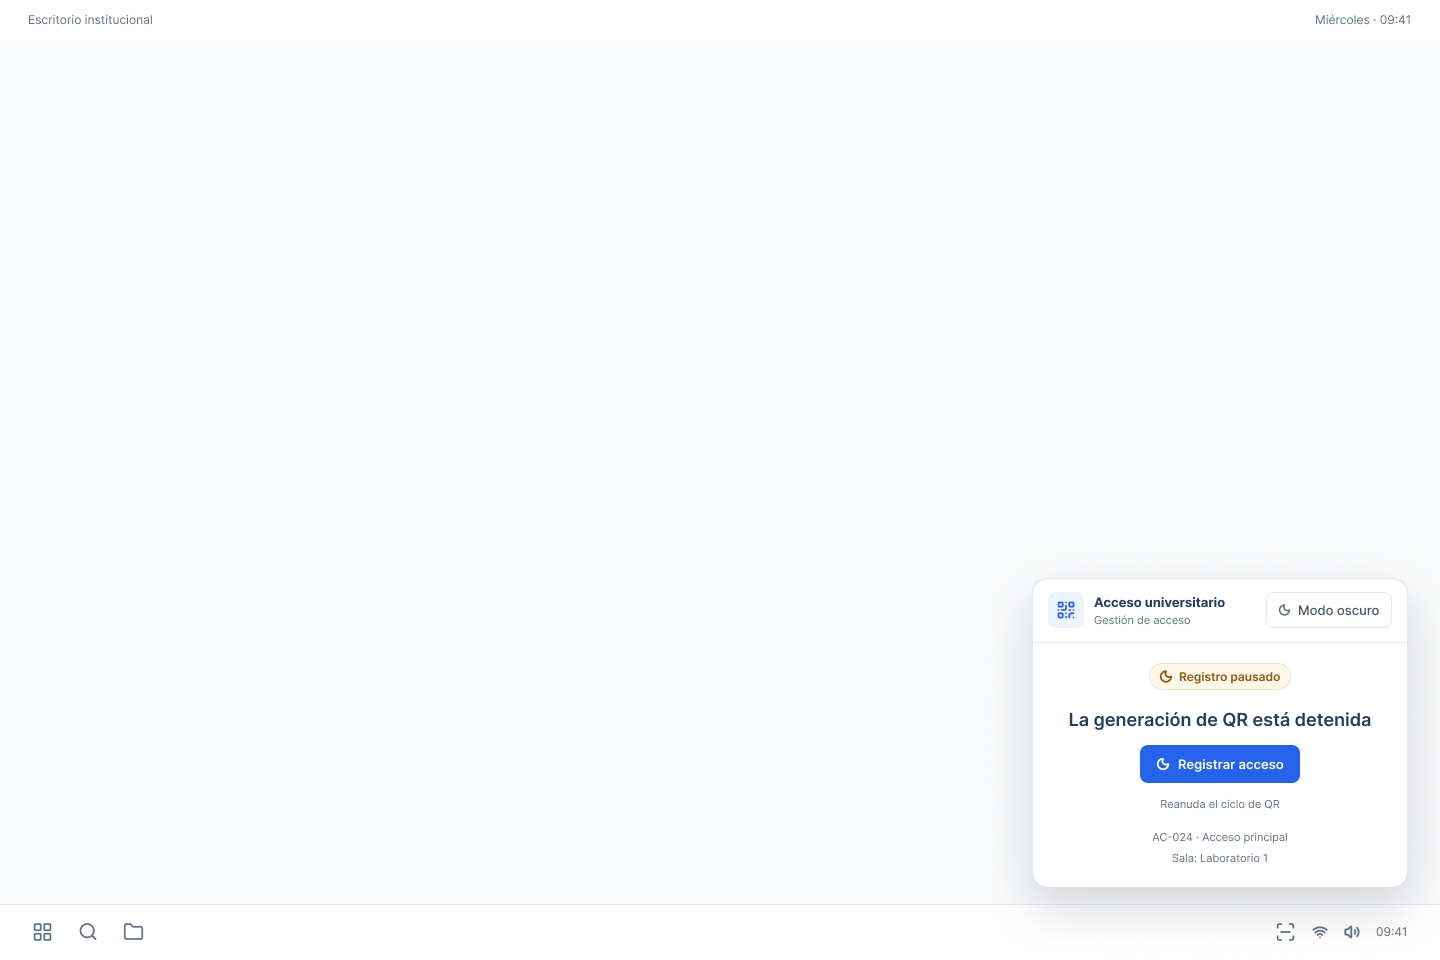 Escritorio institucional
Miércoles · 09:41
Acceso universitario
Gestión de acceso
Modo oscuro
Registro pausado
La generación de QR está detenida
Registrar acceso
Reanuda el ciclo de QR
AC-024 · Acceso principal
Sala: Laboratorio 1
09:41